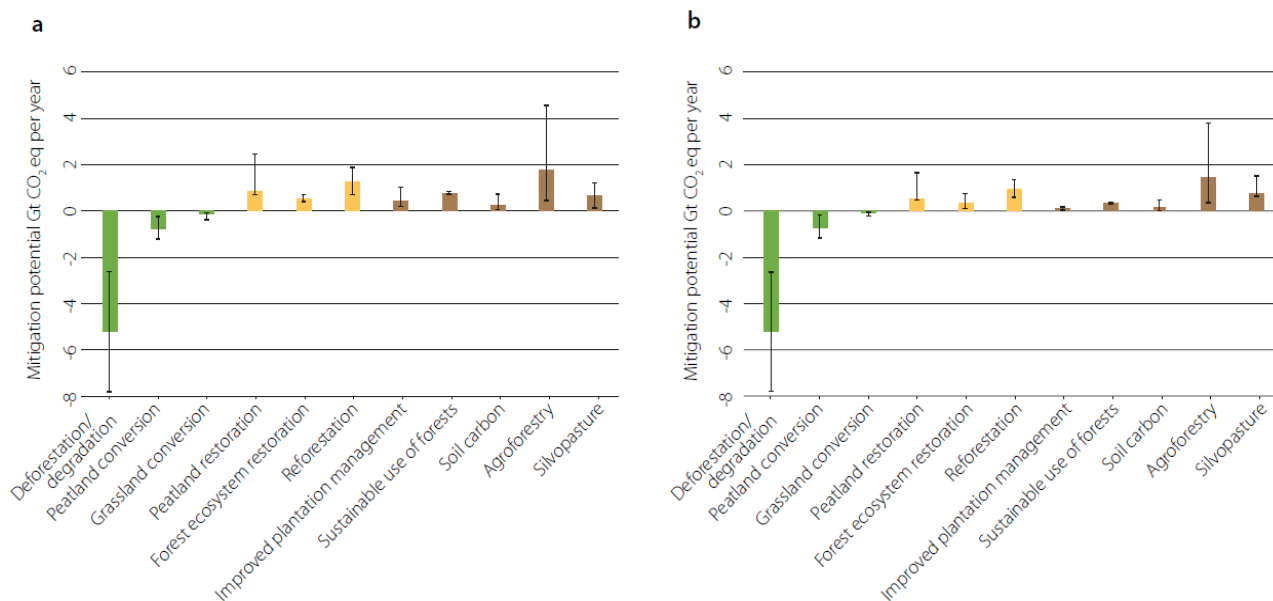 a
Mitigation potential Gt CO₂ eq per year
6
4
2
0
-2
-4
-6
-8
Deforestation/
degradation
Peatland conversion
Grassland conversion
Peatland restoration
Forest ecosystem restoration
Reforestation
Improved plantation management
Sustainable use of forests
Soil carbon
Agroforestry
Silvopasture
b
Mitigation potential Gt CO₂ eq per year
6
4
2
0
-2
-4
-6
-8
Deforestation/
degradation
Peatland conversion
Grassland conversion
Peatland restoration
Forest ecosystem restoration
Reforestation
Improved plantation management
Sustainable use of forests
Soil carbon
Agroforestry
Silvopasture